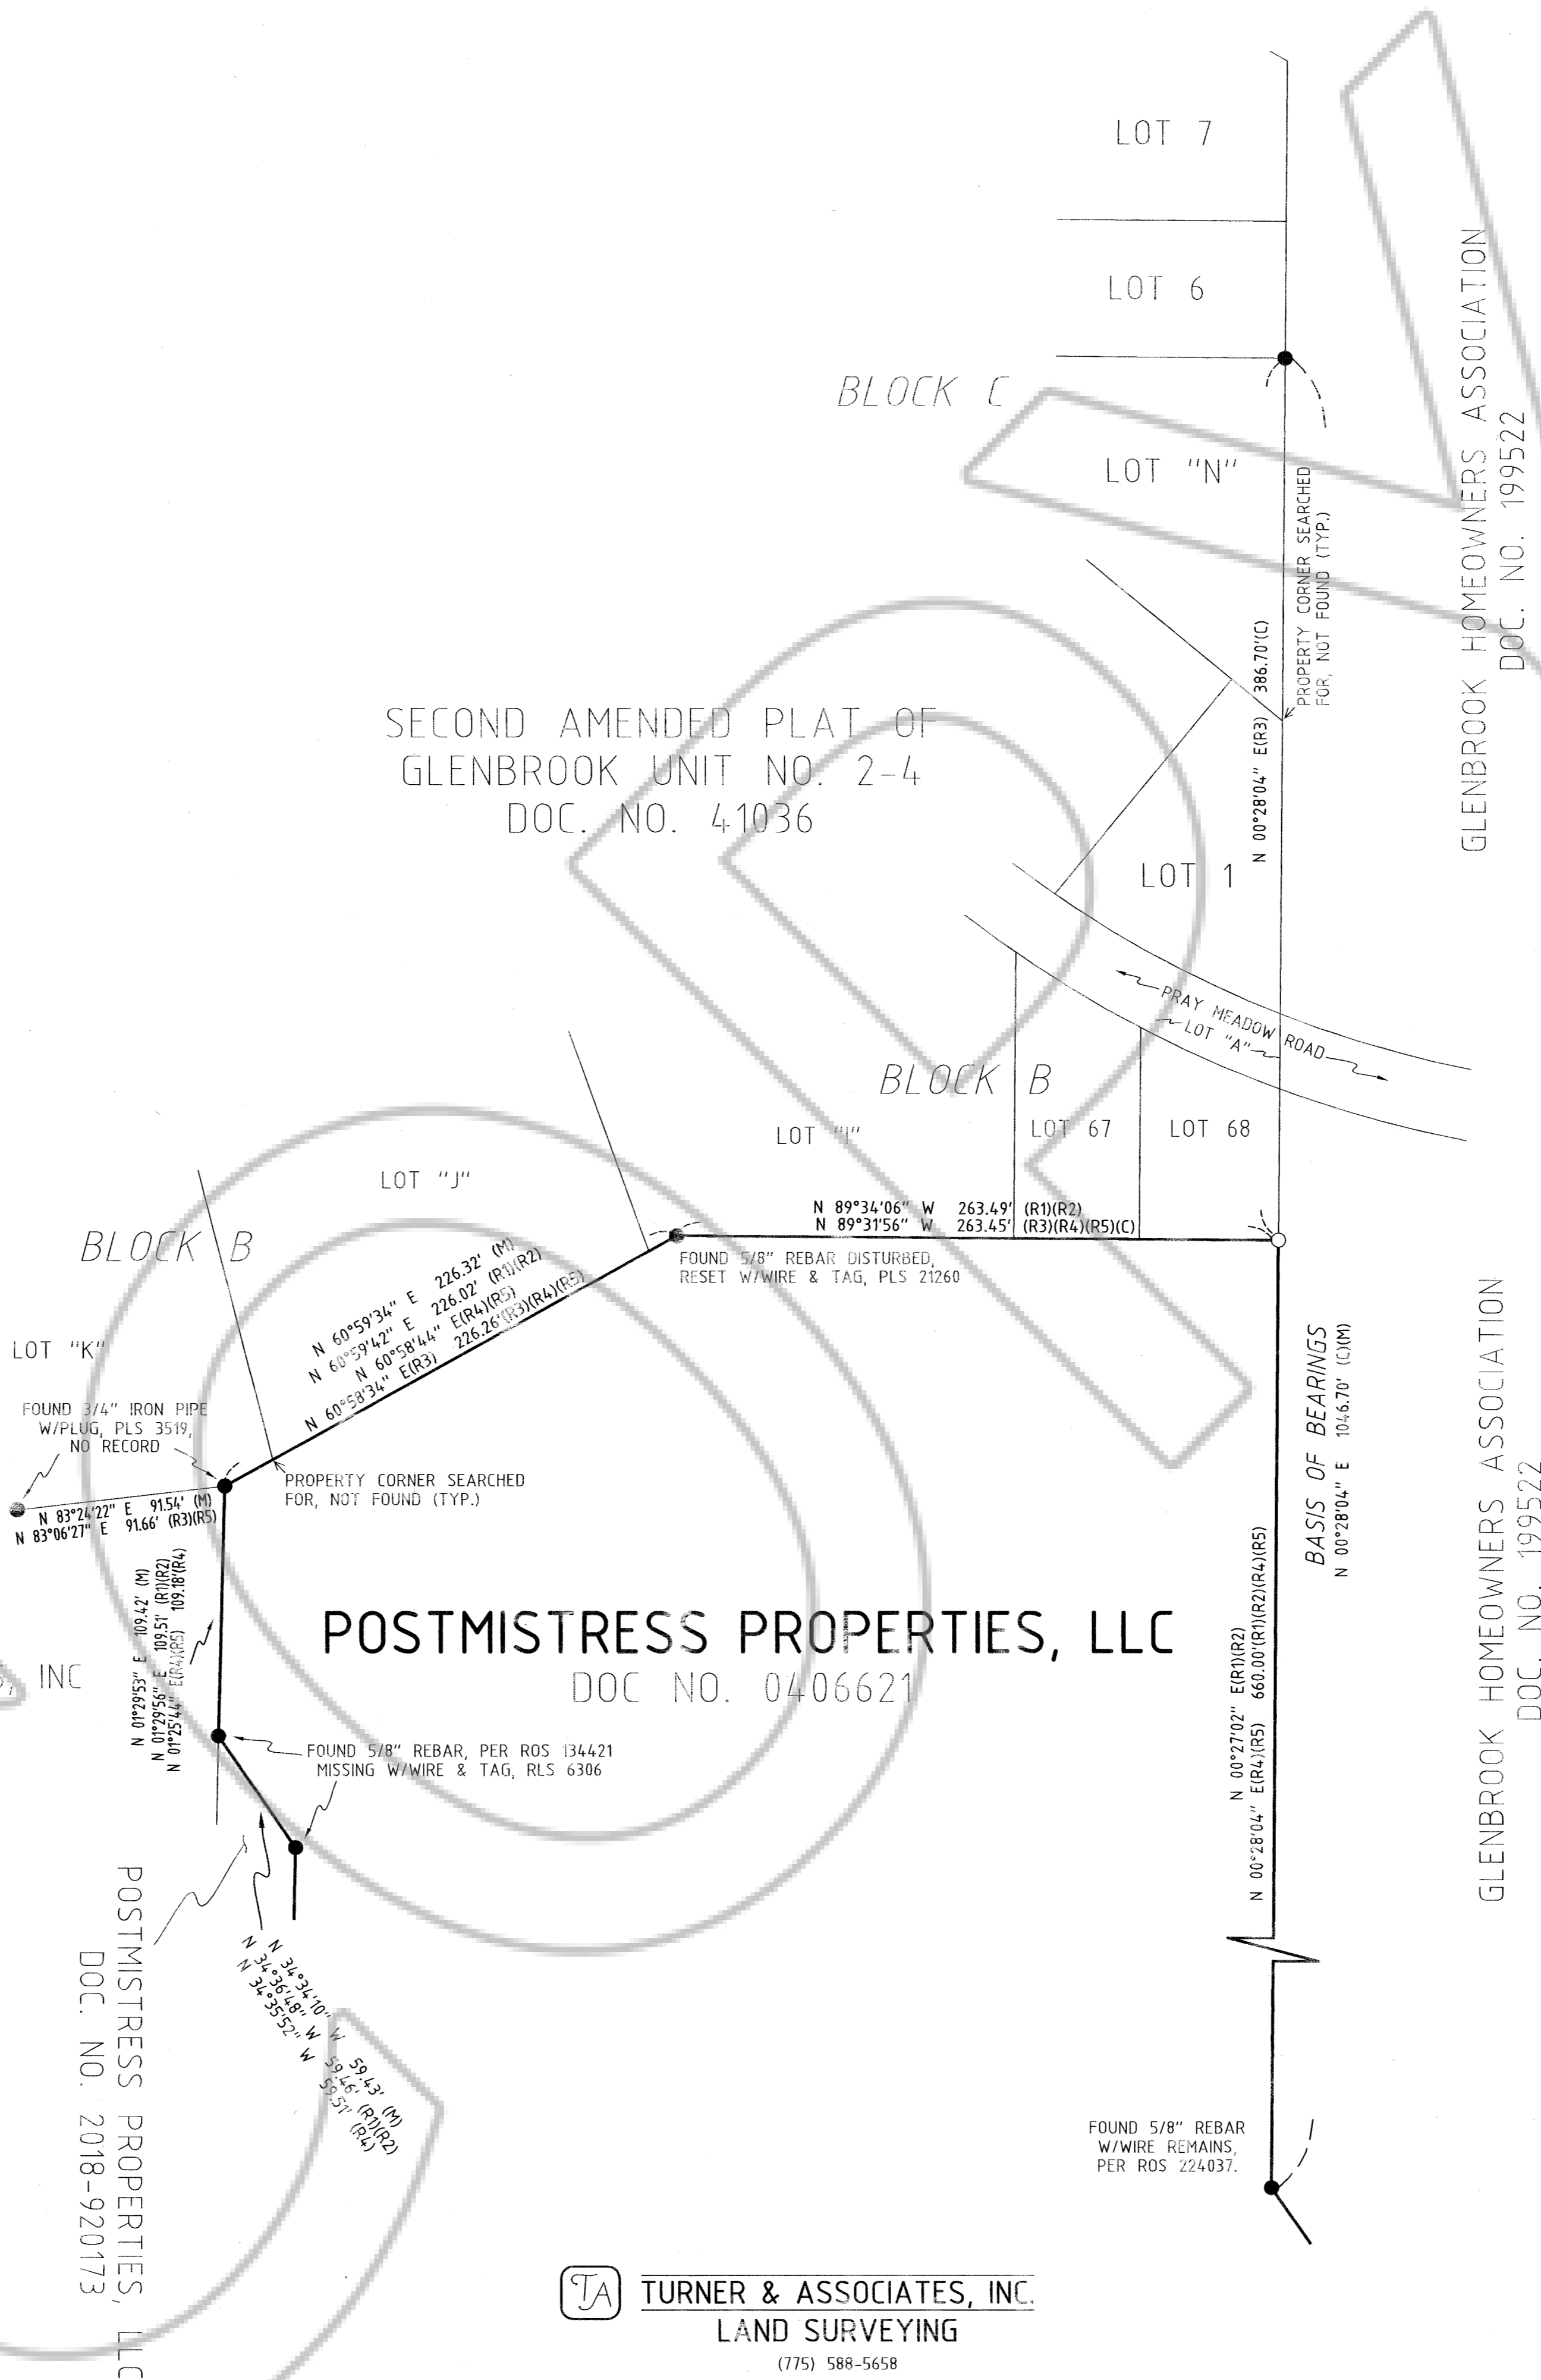 LOT 7
LOT 6
BLOCK C
LOT "N"
GLENBROOK HOMEOWNERS ASSOCIATION
DOC. NO. 199522
PROPERTY CORNER SEARCHED
FOR, NOT FOUND (TYP.)
N 00°28'04" E(R3) 386.70'(C)
SECOND AMENDED PLAT OF
GLENBROOK UNIT NO. 2-4
DOC. NO. 41036
LOT 1
PRAY MEADOW ROAD
LOT "A"
BLOCK B
LOT "I"
LOT 67
LOT 68
LOT "J"
N 89°34'06" W 263.49' (R1)(R2)
N 89°31'56" W 263.45' (R3)(R4)(R5)(C)
BLOCK B
FOUND 5/8" REBAR DISTURBED,
RESET W/WIRE & TAG, PLS 21260
N 60°59'34" E 226.32' (M)
N 60°59'42" E 226.02' (R1)(R2)
N 60°58'44" E(R4)(R5)
N 60°58'34" E(R3) 226.26'(R3)(R4)(R5)
LOT "K"
FOUND 3/4" IRON PIPE
W/PLUG, PLS 3519,
NO RECORD
PROPERTY CORNER SEARCHED
FOR, NOT FOUND (TYP.)
N 83°24'22" E 91.54' (M)
N 83°06'27" E 91.66' (R3)(R5)
BASIS OF BEARINGS
N 00°28'04" E 1046.70' (C)(M)
GLENBROOK HOMEOWNERS ASSOCIATION
DOC. NO. 199522
N 01°29'53" E 109.42' (M)
N 01°29'56" E 109.51' (R1)(R2)
N 01°25'44" E(R4)(R5) 109.18'(R4)
POSTMISTRESS PROPERTIES, LLC
DOC NO. 0406621
INC
N 00°27'02" E(R1)(R2)
N 00°28'04" E(R4)(R5) 660.00'(R1)(R2)(R4)(R5)
FOUND 5/8" REBAR, PER ROS 134421
MISSING W/WIRE & TAG, RLS 6306
POSTMISTRESS PROPERTIES, LLC
DOC. NO. 2018-920173
N 34°34'10" W 59.43' (M)
N 34°36'48" W 59.46' (R1)(R2)
N 34°35'52" W 59.51' (R4)
FOUND 5/8" REBAR
W/WIRE REMAINS,
PER ROS 224037.
TA
TURNER & ASSOCIATES, INC.
LAND SURVEYING
(775) 588-5658